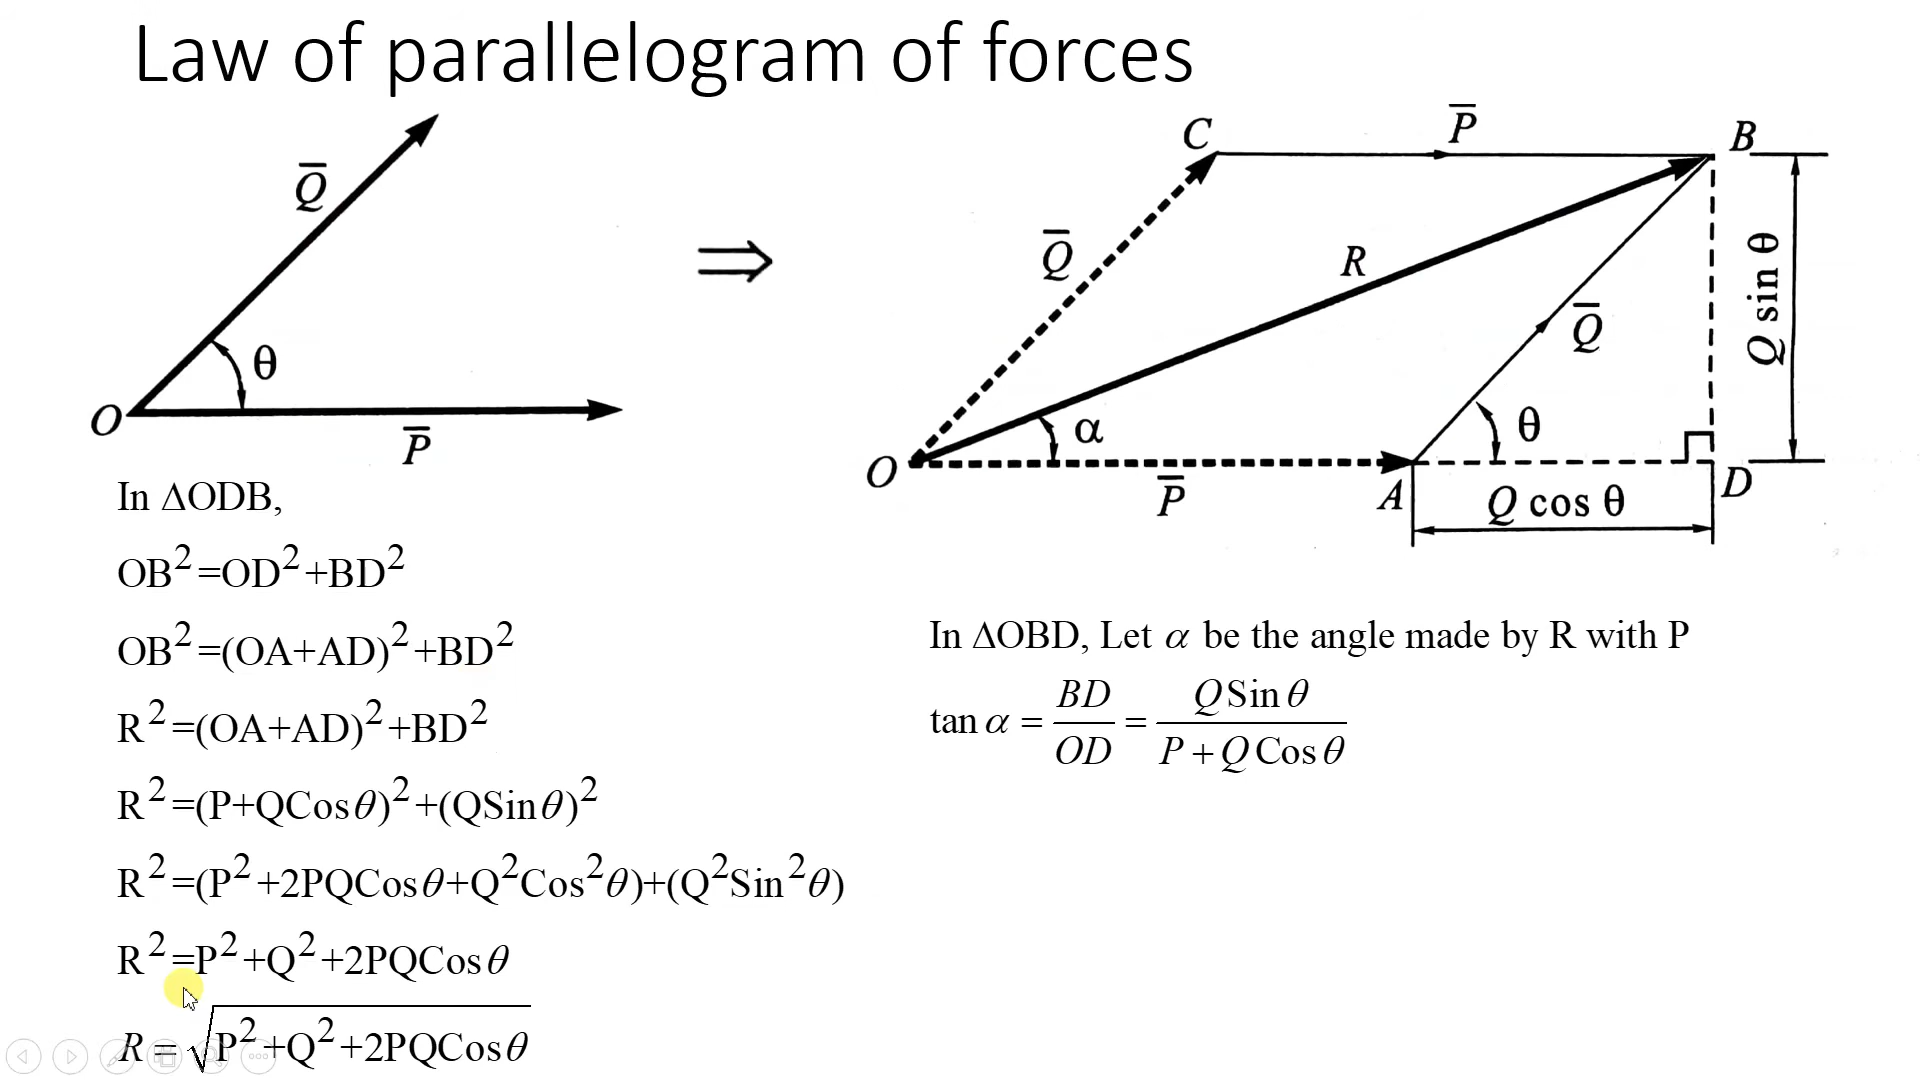 Law of parallelogram of forces
Q̅
θ
O
P̅
⇒
C
P̅
B
Q̅
R
Q̅
Q sin θ
α
θ
O
P̅
A
Q cos θ
D
In ΔODB,
OB²=OD²+BD²
OB²=(OA+AD)²+BD²
R²=(OA+AD)²+BD²
R²=(P+QCosθ)²+(QSinθ)²
R²=(P²+2PQCosθ+Q²Cos²θ)+(Q²Sin²θ)
R²=P²+Q²+2PQCosθ
R = √(P²+Q²+2PQCosθ)
In ΔOBD, Let α be the angle made by R with P
tan α = BD/OD = QSin θ/(P + QCos θ)